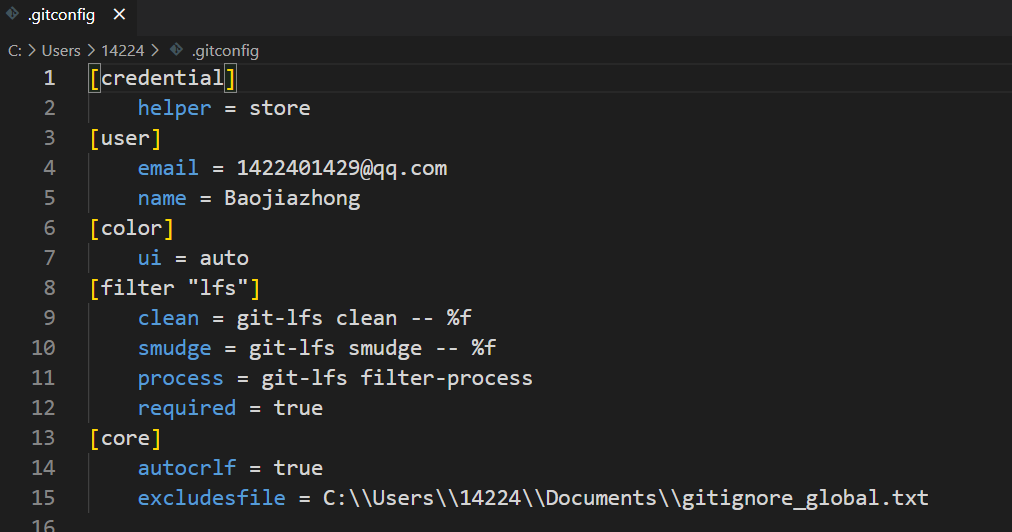 .gitconfig ×
C: > Users > 14224 > .gitconfig
1 [credential]
2 helper = store
3 [user]
4 email = 1422401429@qq.com
5 name = Baojiazhong
6 [color]
7 ui = auto
8 [filter "lfs"]
9 clean = git-lfs clean -- %f
10 smudge = git-lfs smudge -- %f
11 process = git-lfs filter-process
12 required = true
13 [core]
14 autocrlf = true
15 excludesfile = C:\\Users\\14224\\Documents\\gitignore_global.txt
16